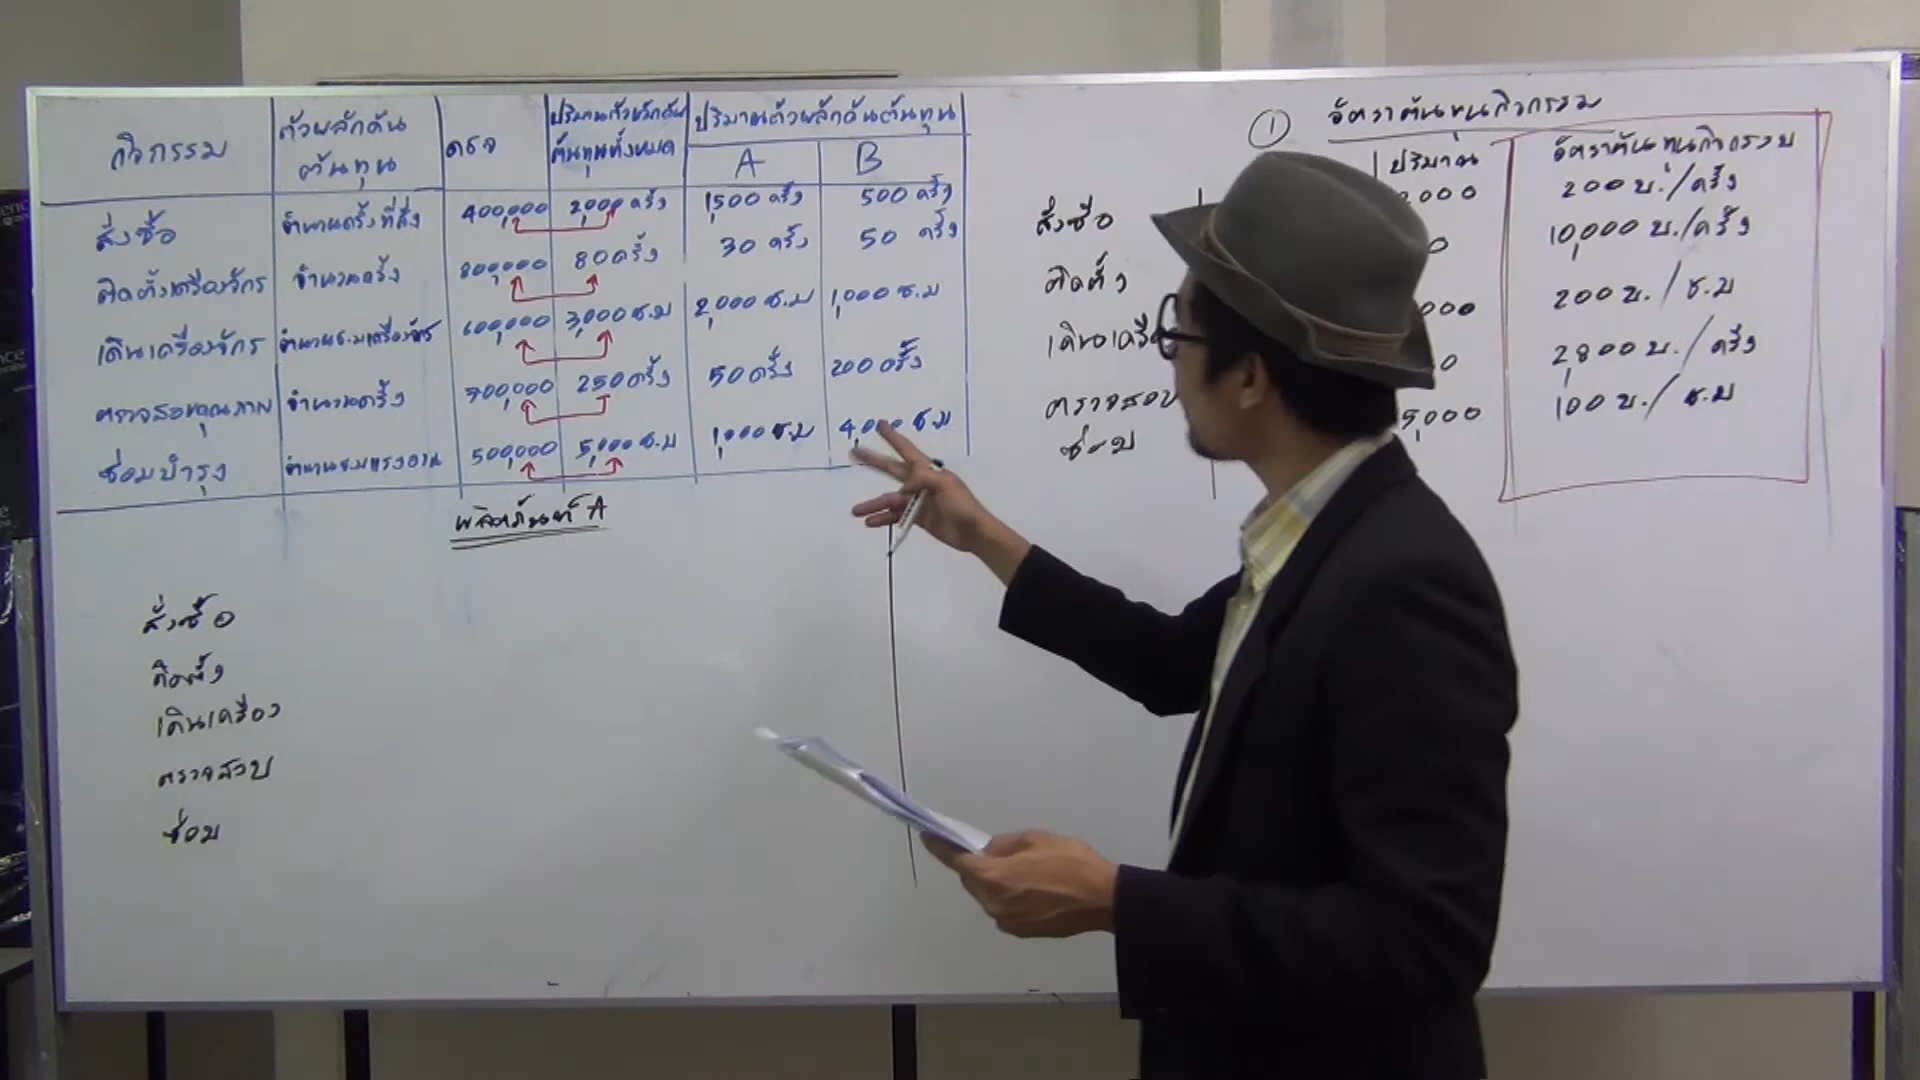 กิจกรรม ตัวผลักดันต้นทุน คชจ ปริมาณตัวผลักดันต้นทุนทั้งหมด ปริมาณตัวผลักดันต้นทุน
A B
สั่งซื้อ จำนวนครั้งที่สั่ง 400,000 2,000 ครั้ง 1,500 ครั้ง 500 ครั้ง
ติดตั้งเครื่องจักร จำนวนครั้ง 800,000 80 ครั้ง 30 ครั้ง 50 ครั้ง
เดินเครื่องจักร จำนวนช.มเครื่องจักร 600,000 3,000 ช.ม 2,000 ช.ม 1,000 ช.ม
ตรวจสอบคุณภาพ จำนวนครั้ง 700,000 250 ครั้ง 50 ครั้ง 200 ครั้ง
ซ่อมบำรุง จำนวนช.มแรงงาน 500,000 5,000 ช.ม 1,000 ช.ม 4,000 ช.ม
ผลิตภัณฑ์ A
สั่งซื้อ
ติดตั้ง
เดินเครื่อง
ตรวจสอบ
ซ่อม
① อัตราต้นทุนกิจกรรม
ปริมาณ อัตราต้นทุนกิจกรรม
สั่งซื้อ 2,000 200 บ./ครั้ง
ติดตั้ง 0 10,000 บ./ครั้ง
เดินเครื่อ 000 200 บ./ช.ม
ตรวจสอบ 0 2,800 บ./ครั้ง
ซ่อม 5,000 100 บ./ช.ม